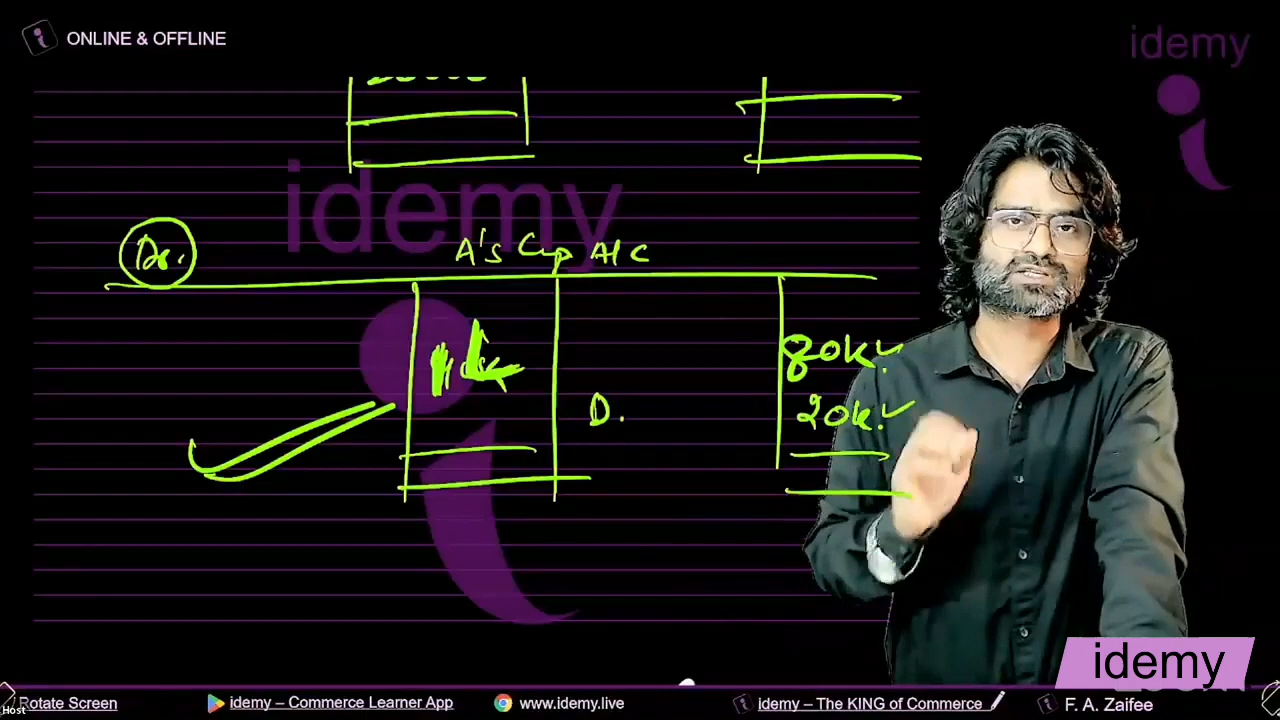 ONLINE & OFFLINE
idemy
idemy
Dr.
A's Cap A/C
80k
D.
20k
idemy
Host
Rotate Screen
idemy – Commerce Learner App
www.idemy.live
idemy – The KING of Commerce
F. A. Zaifee